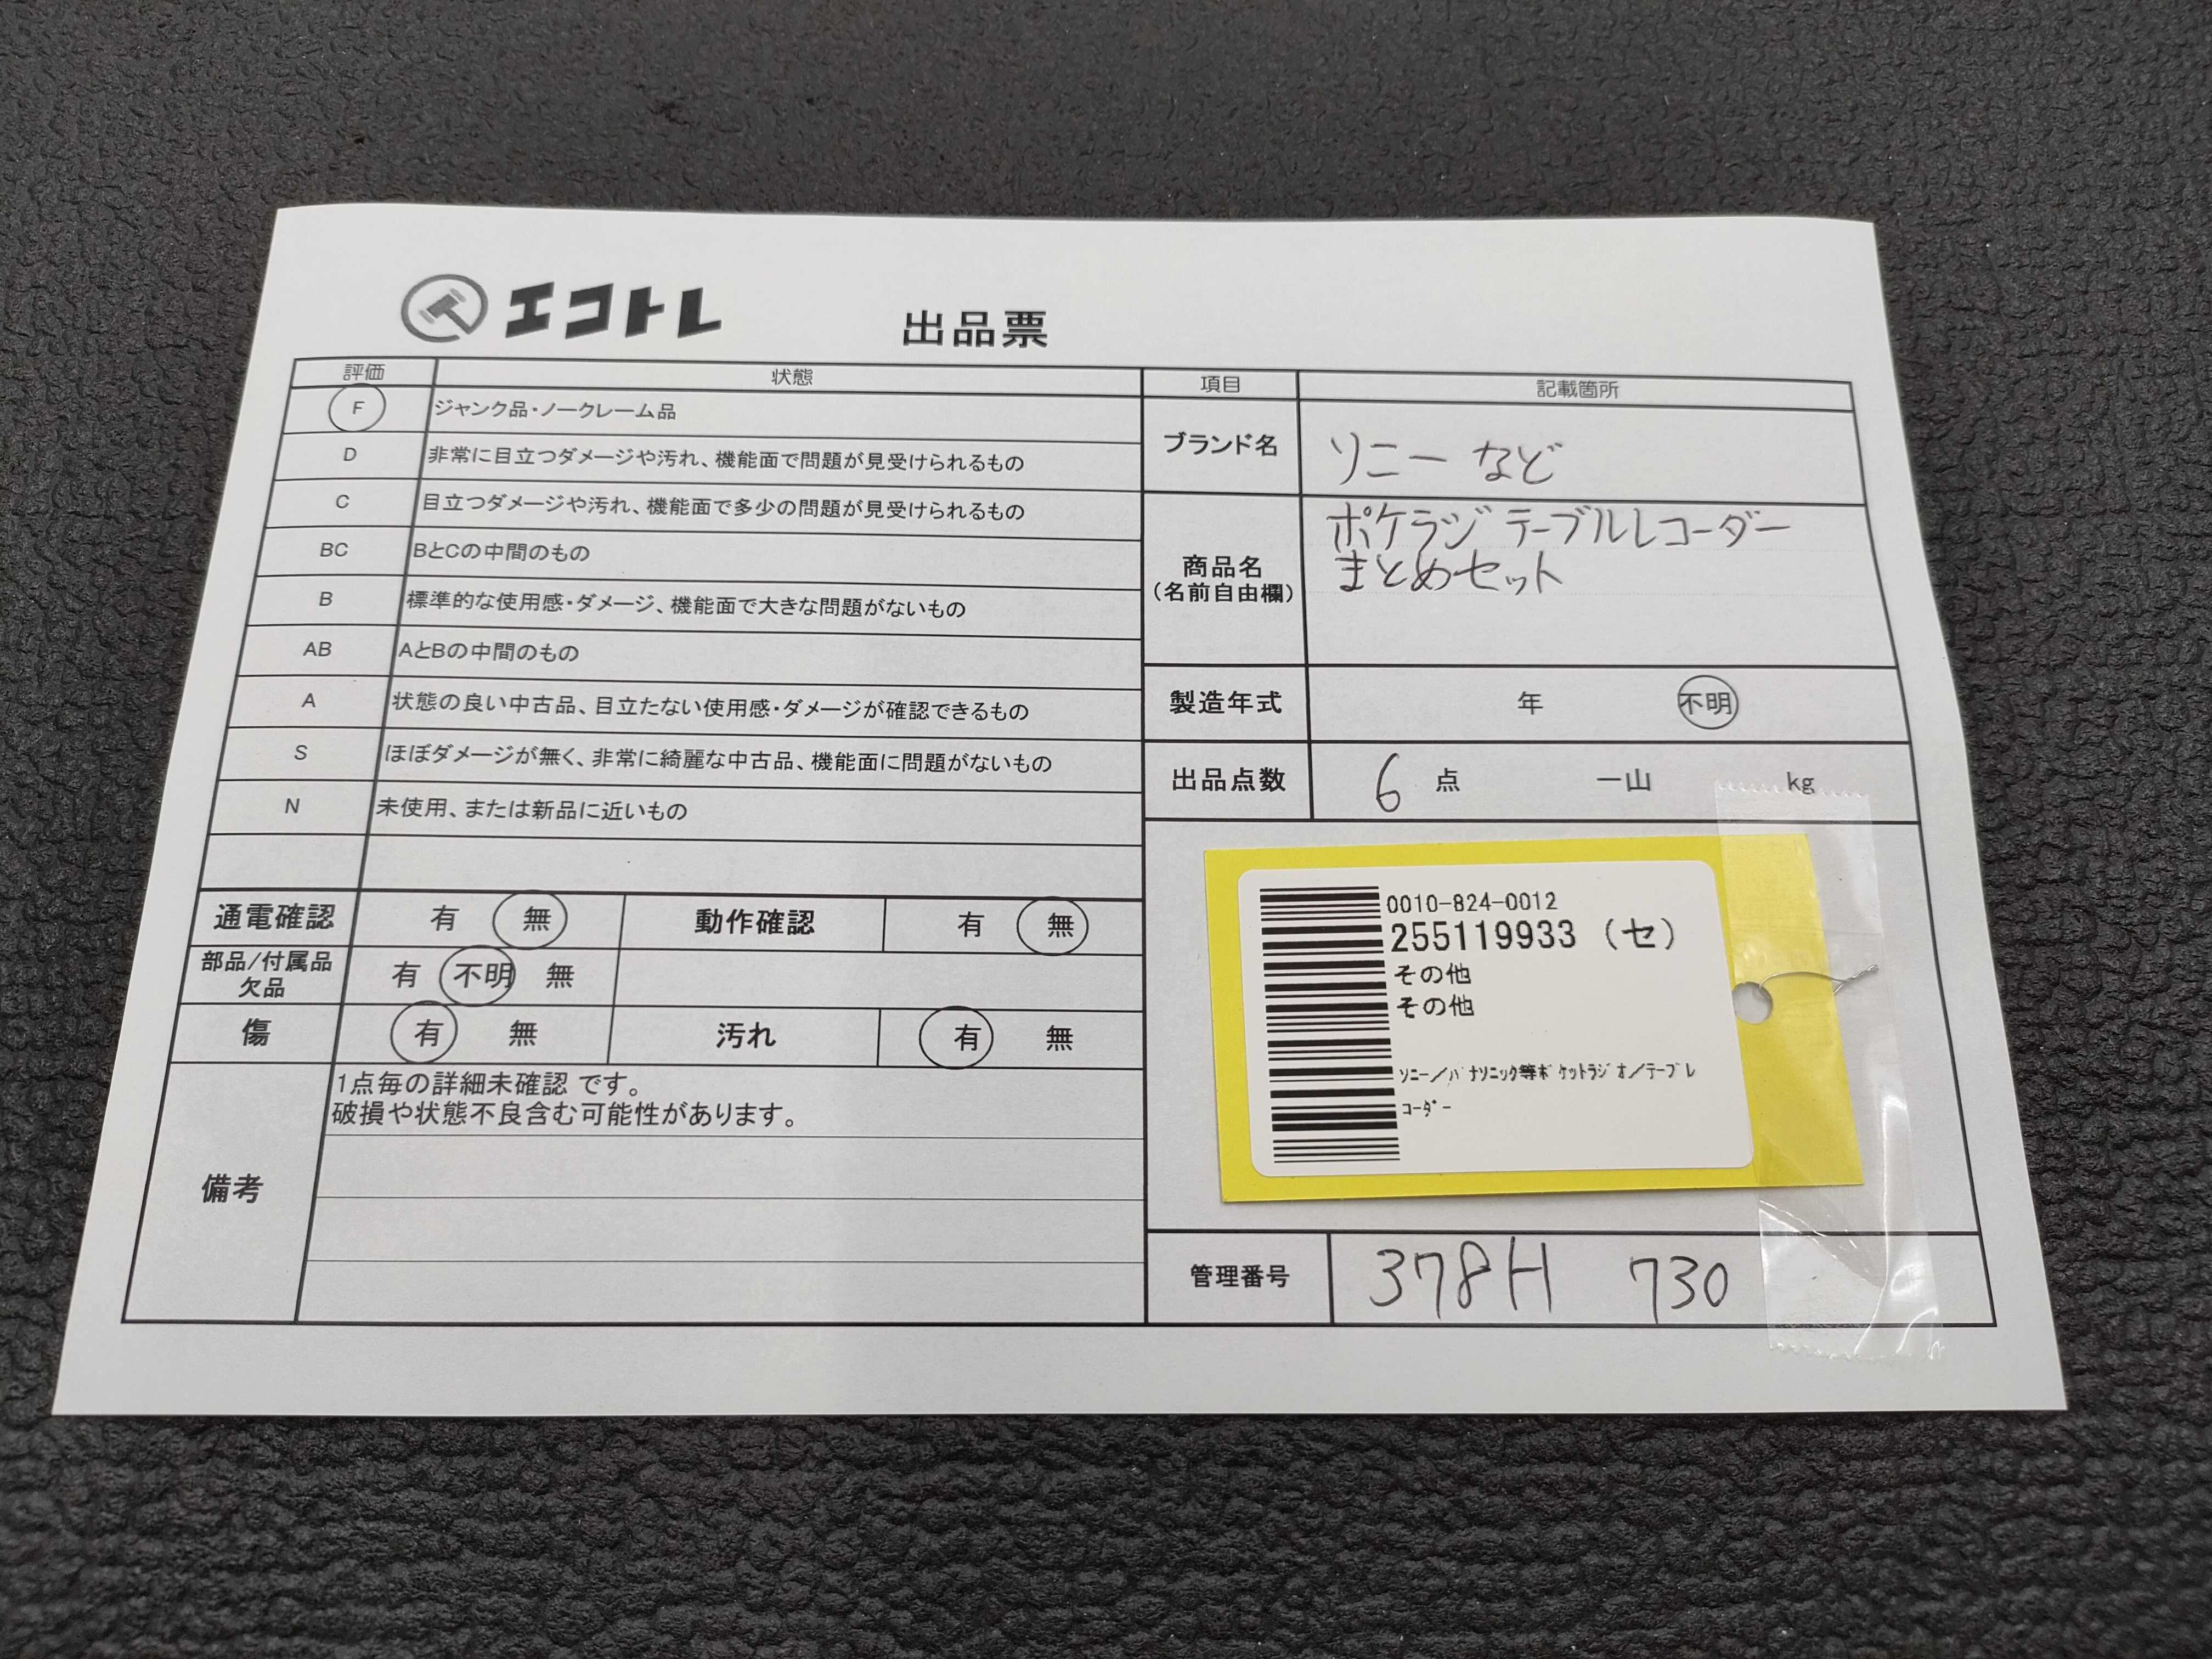 エコトレ
出品票
評価 状態
F ジャンク品・ノークレーム品
D 非常に目立つダメージや汚れ、機能面で問題が見受けられるもの
C 目立つダメージや汚れ、機能面で多少の問題が見受けられるもの
BC BとCの中間のもの
B 標準的な使用感・ダメージ、機能面で大きな問題がないもの
AB AとBの中間のもの
A 状態の良い中古品、目立たない使用感・ダメージが確認できるもの
S ほぼダメージが無く、非常に綺麗な中古品、機能面に問題がないもの
N 未使用、または新品に近いもの
通電確認 有 無 動作確認 有 無
部品/付属品
欠品
有 不明 無
傷 有 無 汚れ 有 無
備考
1点毎の詳細未確認 です。
破損や状態不良含む可能性があります。
項目 記載箇所
ブランド名 ソニー など
商品名
(名前自由欄)
ポケラジ テーブルレコーダー
まとめセット
製造年式 年 不明
出品点数 6 点 一山 kg
0010-824-0012
255119933 (セ)
その他
その他
ｿﾆｰ／ﾊﾟﾅｿﾆｯｸ等ﾎﾟｹｯﾄﾗｼﾞｵ／ﾃｰﾌﾟﾚ
ｺｰﾀﾞｰ
管理番号 378H 730